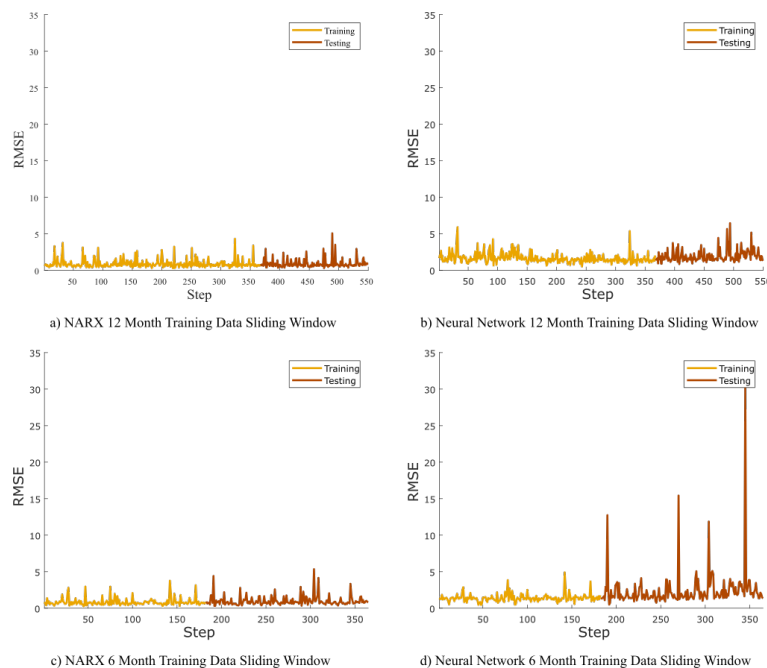 35
30
25
20
15
10
5
0
RMSE
50 100 150 200 250 300 350 400 450 500 550
Step
Training
Testing
a) NARX 12 Month Training Data Sliding Window
35
30
25
20
15
10
5
0
RMSE
50 100 150 200 250 300 350 400 450 500 550
Step
Training
Testing
b) Neural Network 12 Month Training Data Sliding Window
35
30
25
20
15
10
5
0
RMSE
50 100 150 200 250 300 350
Step
Training
Testing
c) NARX 6 Month Training Data Sliding Window
35
30
25
20
15
10
5
0
RMSE
50 100 150 200 250 300 350
Step
Training
Testing
d) Neural Network 6 Month Training Data Sliding Window